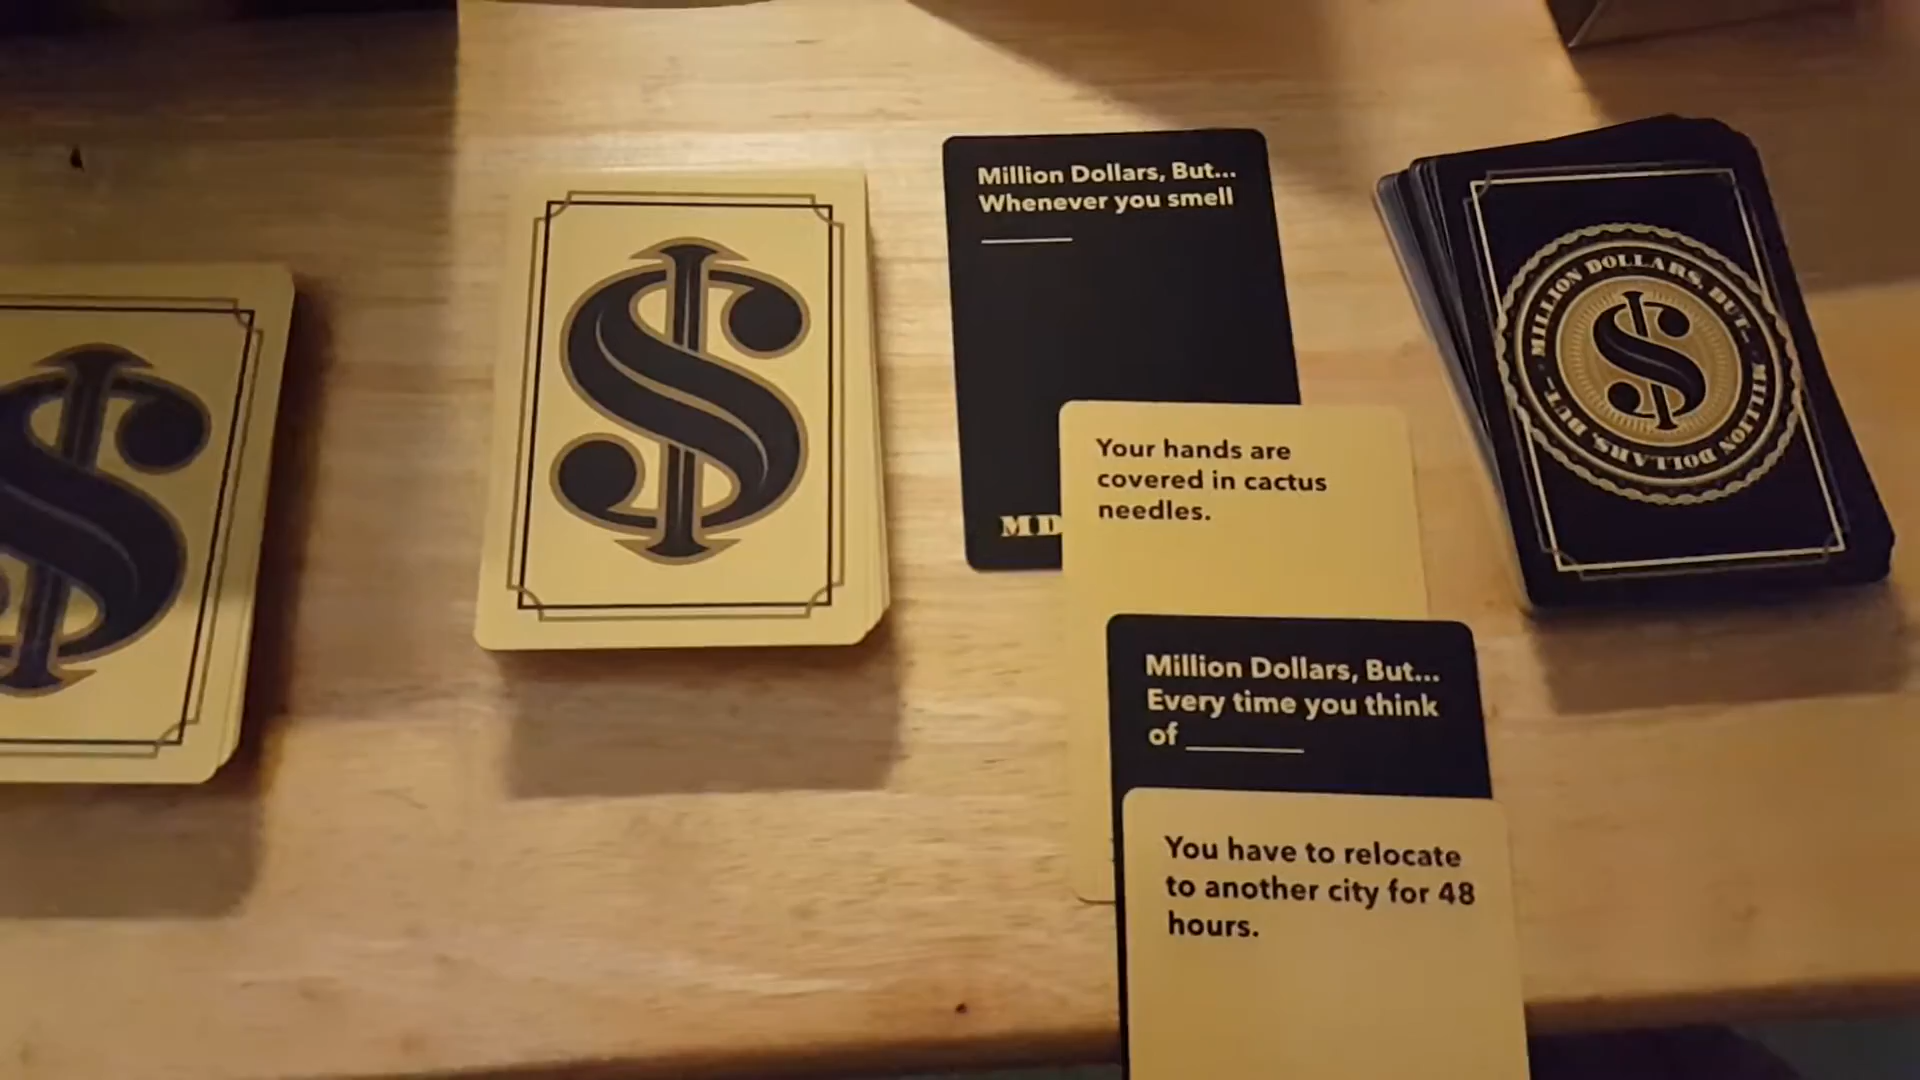 $
$
Million Dollars, But...
Whenever you smell
______
MD
Your hands are
covered in cactus
needles.
Million Dollars, But...
Every time you think
of ________
You have to relocate
to another city for 48
hours.
MILLION DOLLARS, BUT...
MILLION DOLLARS, BUT...
$